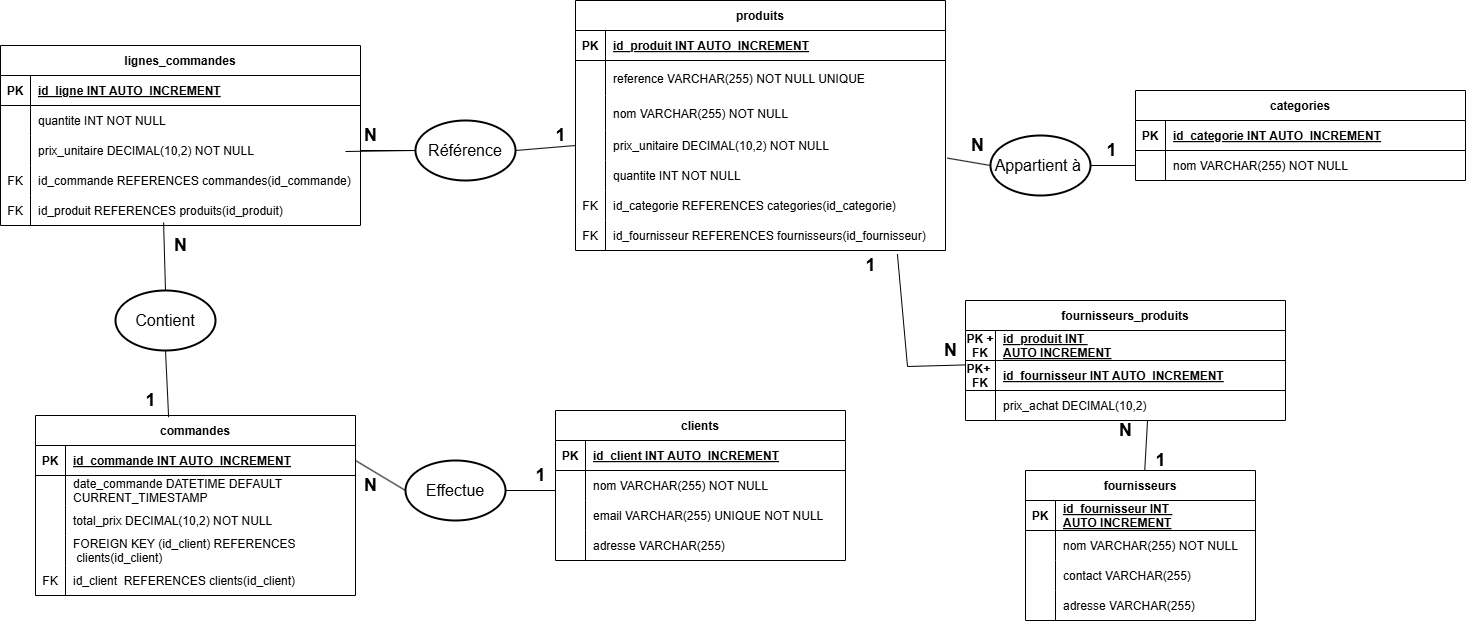 lignes_commandes
PK id_ligne INT AUTO_INCREMENT
quantite INT NOT NULL
prix_unitaire DECIMAL(10,2) NOT NULL
FK id_commande REFERENCES commandes(id_commande)
FK id_produit REFERENCES produits(id_produit)
N
Référence
1
produits
PK id_produit INT AUTO_INCREMENT
reference VARCHAR(255) NOT NULL UNIQUE
nom VARCHAR(255) NOT NULL
prix_unitaire DECIMAL(10,2) NOT NULL
quantite INT NOT NULL
FK id_categorie REFERENCES categories(id_categorie)
FK id_fournisseur REFERENCES fournisseurs(id_fournisseur)
N
Appartient à
1
categories
PK id_categorie INT AUTO_INCREMENT
nom VARCHAR(255) NOT NULL
N
Contient
1
1
N
fournisseurs_produits
PK + FK id_produit INT
AUTO INCREMENT
PK+ FK id_fournisseur INT AUTO_INCREMENT
prix_achat DECIMAL(10,2)
N
1
commandes
PK id_commande INT AUTO_INCREMENT
date_commande DATETIME DEFAULT
CURRENT_TIMESTAMP
total_prix DECIMAL(10,2) NOT NULL
FOREIGN KEY (id_client) REFERENCES
clients(id_client)
FK id_client REFERENCES clients(id_client)
N
Effectue
1
clients
PK id_client INT AUTO_INCREMENT
nom VARCHAR(255) NOT NULL
email VARCHAR(255) UNIQUE NOT NULL
adresse VARCHAR(255)
fournisseurs
PK id_fournisseur INT
AUTO INCREMENT
nom VARCHAR(255) NOT NULL
contact VARCHAR(255)
adresse VARCHAR(255)